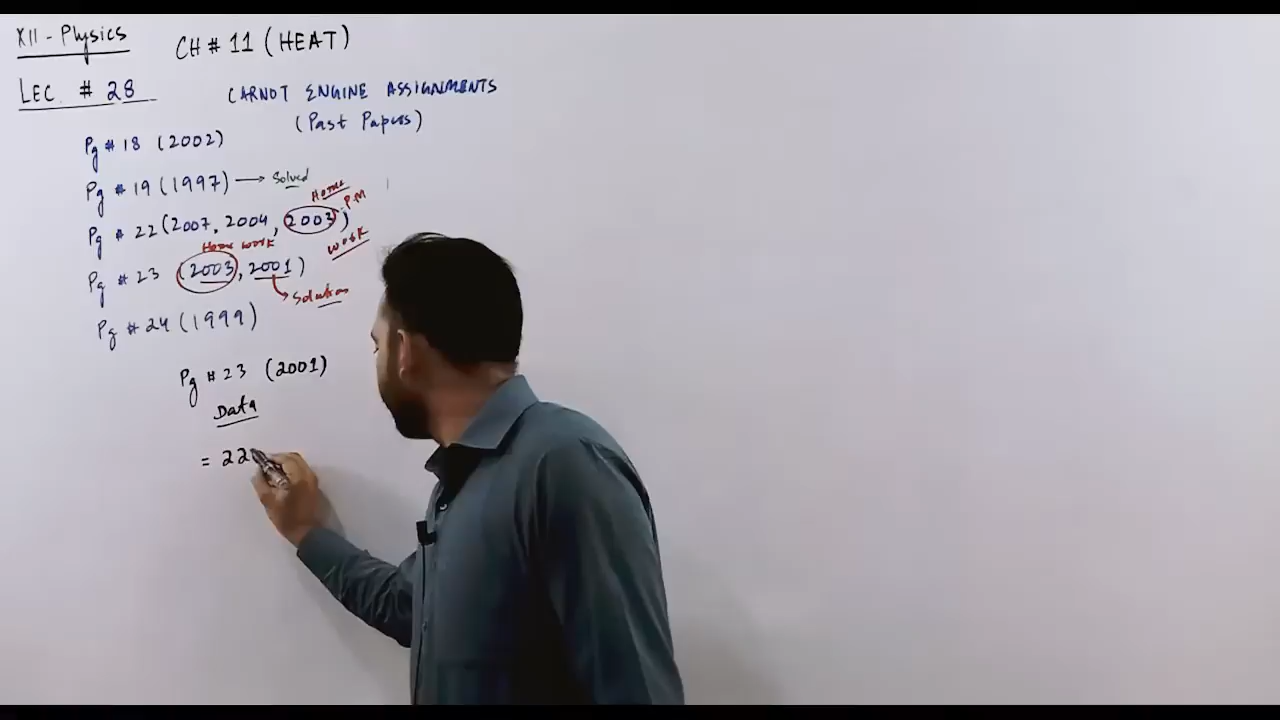 XII - Physics
CH # 11 (HEAT)
LEC. # 28
CARNOT ENGINE ASSIGNMENTS
(Past Papers)
Pg # 18 (2002)
Pg # 19 (1997) → Solved
Home
P.M
Pg # 22 (2007, 2004, 2003)
Home work
work
Pg # 23 (2003, 2001)
Solution
Pg # 24 (1999)
Pg # 23 (2001)
Data
= 22